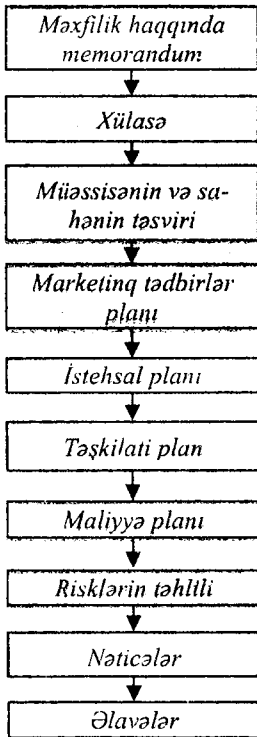 Məxfilik haqqında
memorandum
Xülasə
Müəssisənin və sa-
hənin təsviri
Marketinq tədbirlər
planı
İstehsal planı
Təşkilati plan
Maliyyə planı
Risklərin təhlili
Nəticələr
Əlavələr